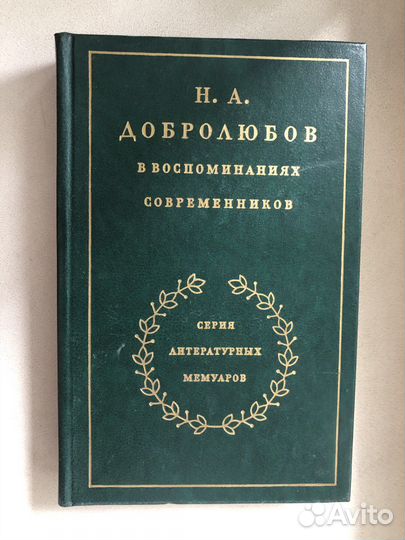 Н. А.
ДОБРОЛЮБОВ
В ВОСПОМИНАНИЯХ
СОВРЕМЕННИКОВ
СЕРИЯ
ЛИТЕРАТУРНЫХ
МЕМУАРОВ
Avito